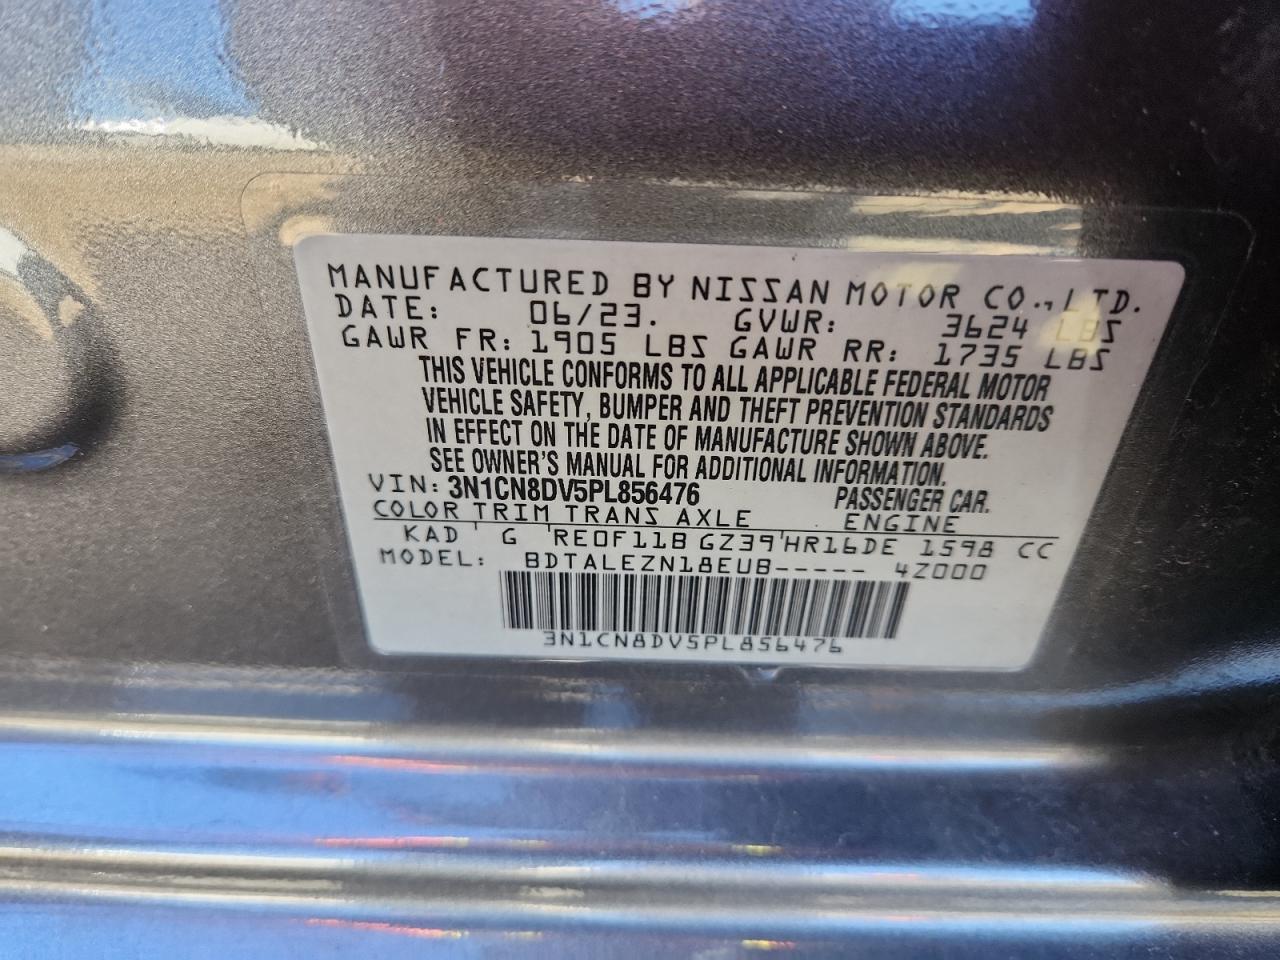 MANUFACTURED BY NISSAN MOTOR CO., LTD.
DATE: 06/23. GVWR: 3624 LBS
GAWR FR: 1905 LBS GAWR RR: 1735 LBS
THIS VEHICLE CONFORMS TO ALL APPLICABLE FEDERAL MOTOR
VEHICLE SAFETY, BUMPER AND THEFT PREVENTION STANDARDS
IN EFFECT ON THE DATE OF MANUFACTURE SHOWN ABOVE.
SEE OWNER'S MANUAL FOR ADDITIONAL INFORMATION.
VIN: 3N1CN8DV5PL856476 PASSENGER CAR.
COLOR TRIM TRANS AXLE ENGINE
KAD G RE0F11B GZ39 HR16DE 1598 CC
MODEL: BDTALEZN18EUB----- 4Z000
3N1CN8DV5PL856476